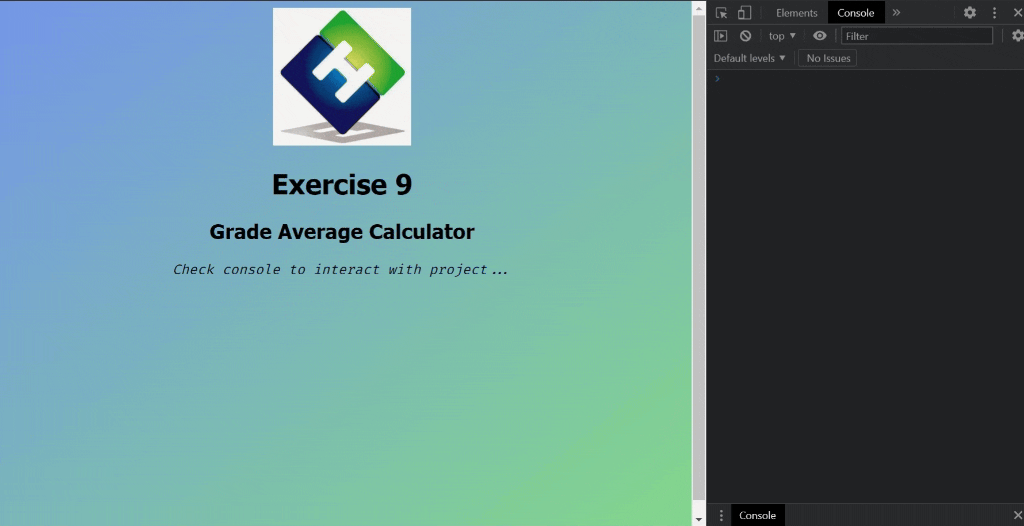 H
Exercise 9
Grade Average Calculator
Check console to interact with project...
Elements
Console
»
top
Filter
Default levels
No Issues
Console